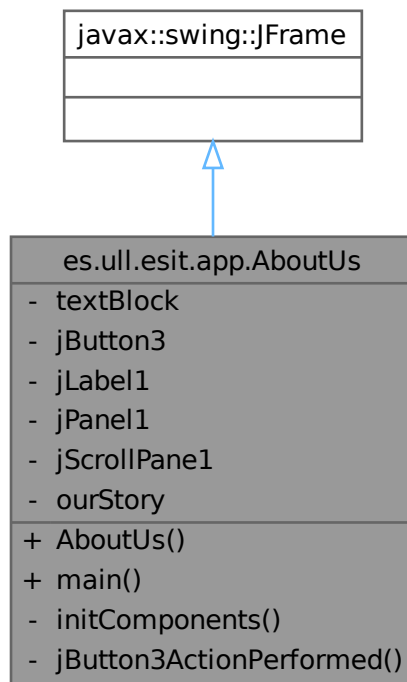 javax::swing::JFrame
es.ull.esit.app.AboutUs
- textBlock
- jButton3
- jLabel1
- jPanel1
- jScrollPane1
- ourStory
+ AboutUs()
+ main()
- initComponents()
- jButton3ActionPerformed()